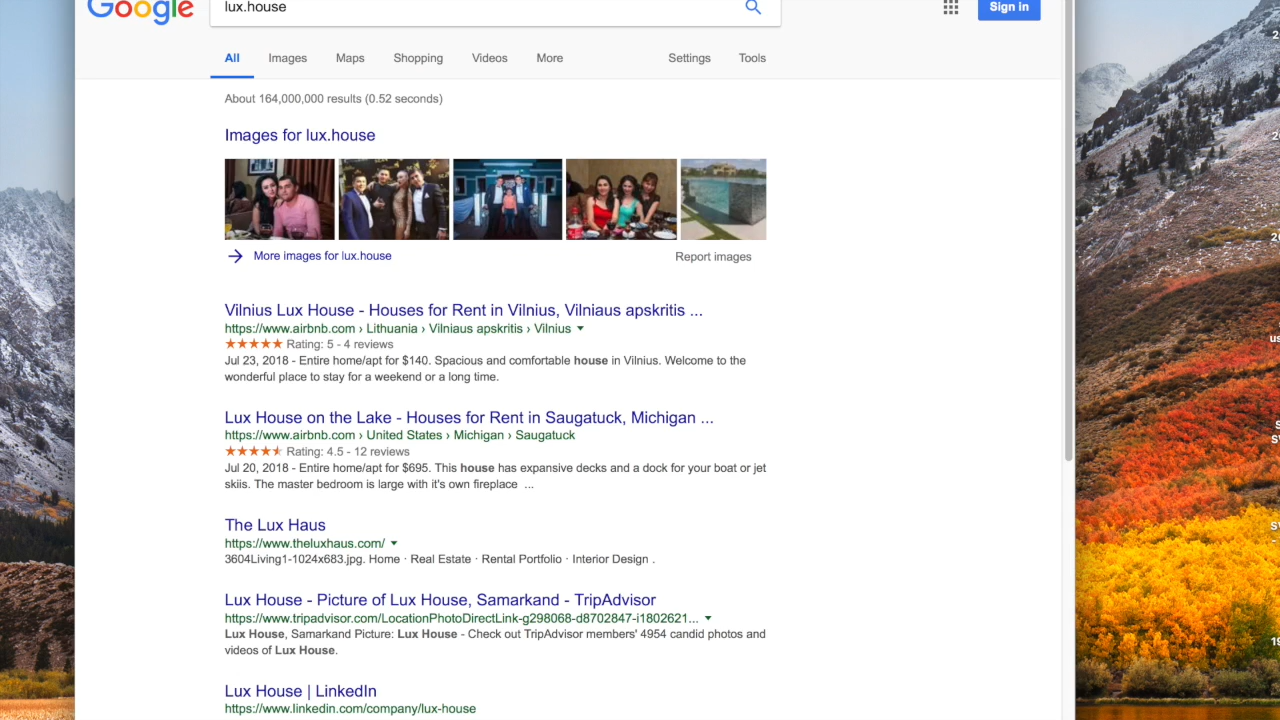 Google
lux.house
Sign in
All Images Maps Shopping Videos More Settings Tools
About 164,000,000 results (0.52 seconds)
Images for lux.house
More images for lux.house
Report images
Vilnius Lux House - Houses for Rent in Vilnius, Vilniaus apskritis ...
https://www.airbnb.com › Lithuania › Vilniaus apskritis › Vilnius
Rating: 5 - 4 reviews
Jul 23, 2018 - Entire home/apt for $140. Spacious and comfortable house in Vilnius. Welcome to the
wonderful place to stay for a weekend or a long time.
Lux House on the Lake - Houses for Rent in Saugatuck, Michigan ...
https://www.airbnb.com › United States › Michigan › Saugatuck
Rating: 4.5 - 12 reviews
Jul 20, 2018 - Entire home/apt for $695. This house has expansive decks and a dock for your boat or jet
skiis. The master bedroom is large with it's own fireplace ...
The Lux Haus
https://www.theluxhaus.com/
3604Living1-1024x683.jpg. Home · Real Estate · Rental Portfolio · Interior Design .
Lux House - Picture of Lux House, Samarkand - TripAdvisor
https://www.tripadvisor.com/LocationPhotoDirectLink-g298068-d8702847-i1802621...
Lux House, Samarkand Picture: Lux House - Check out TripAdvisor members' 4954 candid photos and
videos of Lux House.
Lux House | LinkedIn
https://www.linkedin.com/company/lux-house